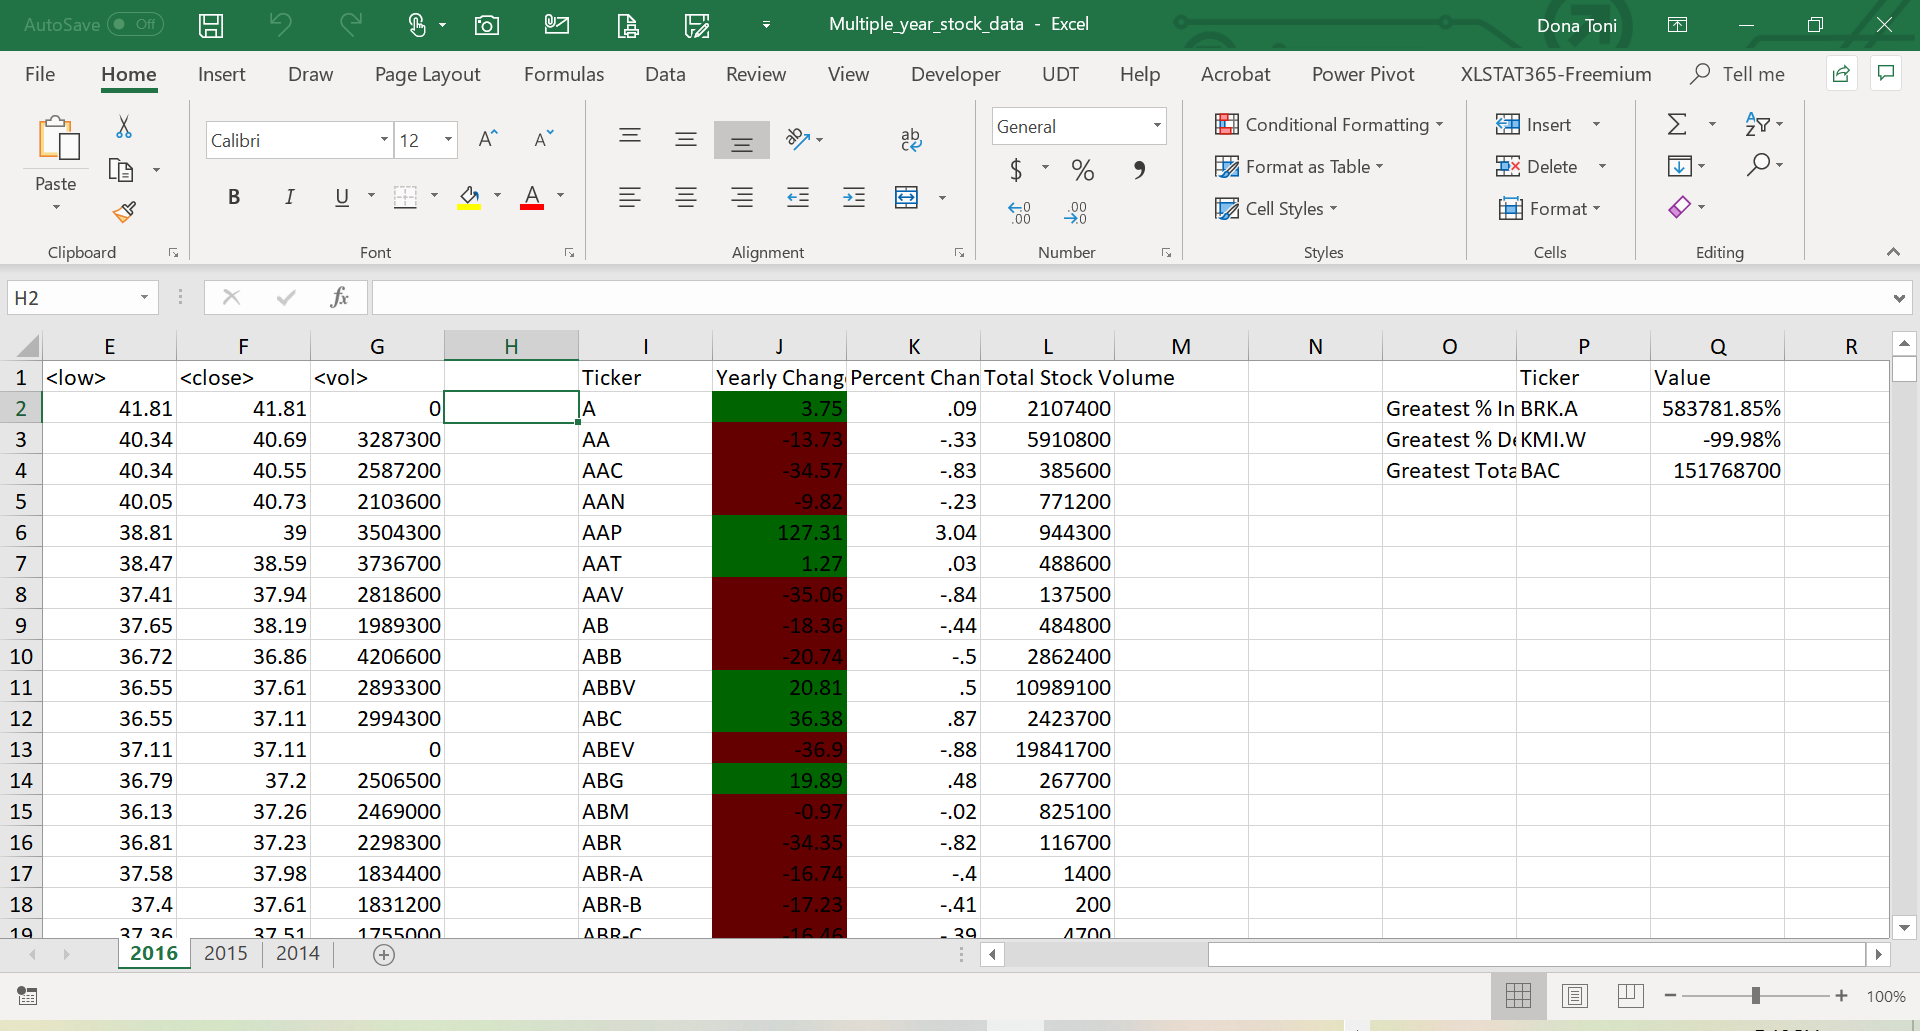 AutoSave Off Multiple_year_stock_data - Excel Dona Toni
File Home Insert Draw Page Layout Formulas Data Review View Developer UDT Help Acrobat Power Pivot XLSTAT365-Freemium Tell me
Paste
Clipboard
Calibri 12
B I U A
Font
ab
Alignment
General
$ % ,
Number
Conditional Formatting
Format as Table
Cell Styles
Styles
Insert
Delete
Format
Cells
Editing
H2 fx
E F G H I J K L M N O P Q R
1 <low> <close> <vol> Ticker Yearly Chang Percent Chan Total Stock Volume Ticker Value
2 41.81 41.81 0 A 3.75 .09 2107400 Greatest % In BRK.A 583781.85%
3 40.34 40.69 3287300 AA -13.73 -.33 5910800 Greatest % De KMI.W -99.98%
4 40.34 40.55 2587200 AAC -34.57 -.83 385600 Greatest Tota BAC 151768700
5 40.05 40.73 2103600 AAN -9.82 -.23 771200
6 38.81 39 3504300 AAP 127.31 3.04 944300
7 38.47 38.59 3736700 AAT 1.27 .03 488600
8 37.41 37.94 2818600 AAV -35.06 -.84 137500
9 37.65 38.19 1989300 AB -18.36 -.44 484800
10 36.72 36.86 4206600 ABB -20.74 -.5 2862400
11 36.55 37.61 2893300 ABBV 20.81 .5 10989100
12 36.55 37.11 2994300 ABC 36.38 .87 2423700
13 37.11 37.11 0 ABEV -36.9 -.88 19841700
14 36.79 37.2 2506500 ABG 19.89 .48 267700
15 36.13 37.26 2469000 ABM -0.97 -.02 825100
16 36.81 37.23 2298300 ABR -34.35 -.82 116700
17 37.58 37.98 1834400 ABR-A -16.74 -.4 1400
18 37.4 37.61 1831200 ABR-B -17.23 -.41 200
19 37.36 37.51 1755000 ABR-C -16.46 -.39 4700
2016 2015 2014
100%